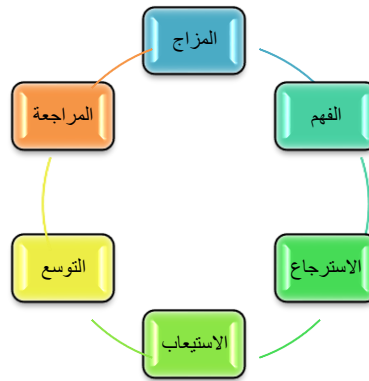 المزاج
الفهم
الاسترجاع
الاستيعاب
التوسع
المراجعة